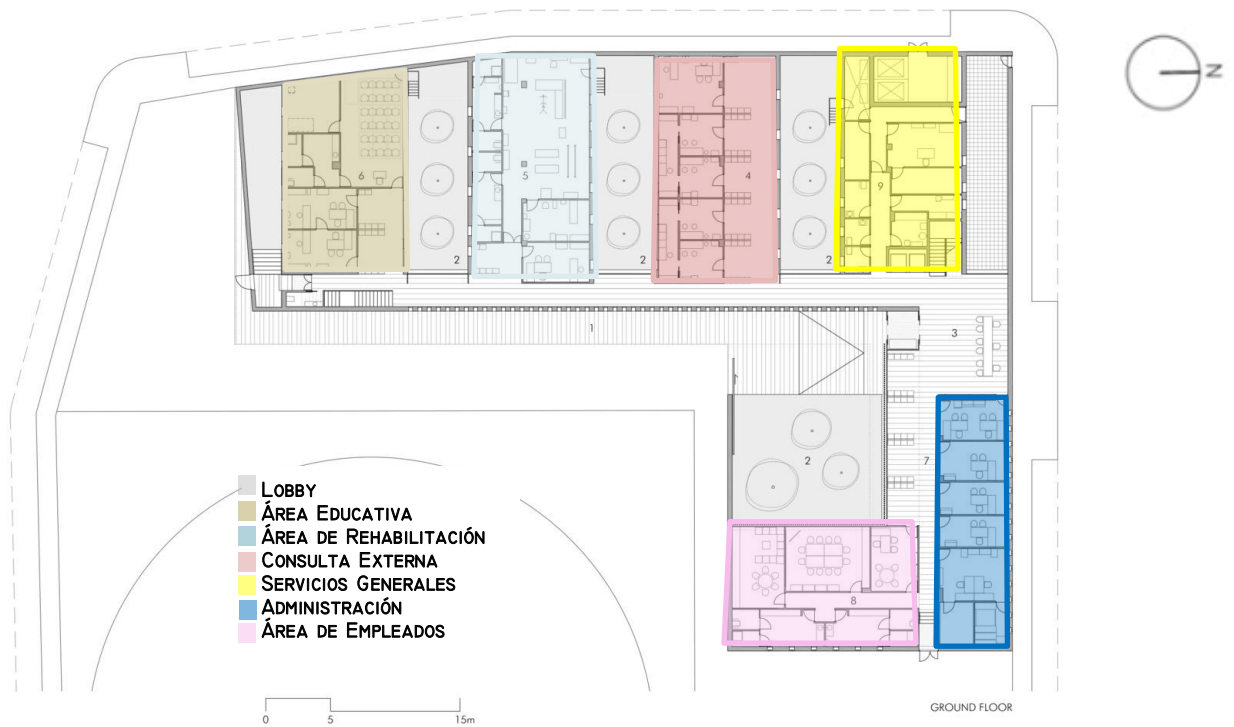 N
6
5
4
9
2
2
2
1
3
2
7
8
LOBBY
ÁREA EDUCATIVA
ÁREA DE REHABILITACIÓN
CONSULTA EXTERNA
SERVICIOS GENERALES
ADMINISTRACIÓN
ÁREA DE EMPLEADOS
0 5 15m
GROUND FLOOR